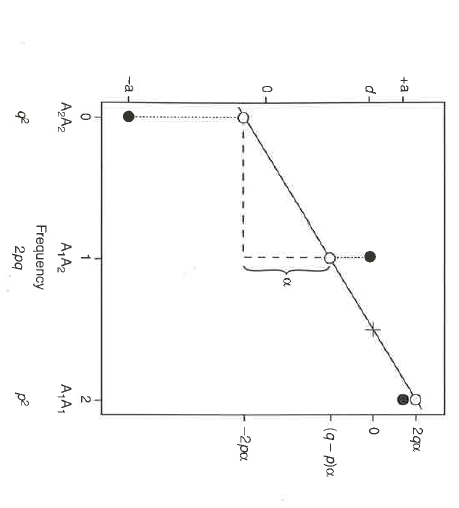 +a
d
0
-a
2qα
0
(q – p)α
–2pα
α
0 1 2
A₂A₂ A₁A₂ A₁A₁
Frequency
q² 2pq p²